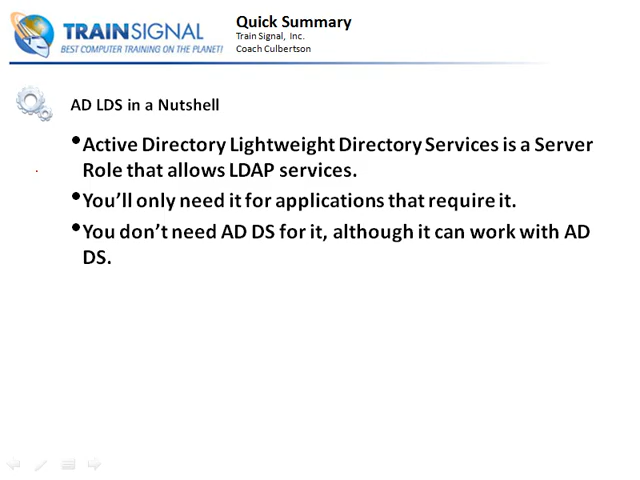 TRAINSIGNAL
BEST COMPUTER TRAINING ON THE PLANET!
Quick Summary
Train Signal, Inc.
Coach Culbertson
AD LDS in a Nutshell
•Active Directory Lightweight Directory Services is a Server
Role that allows LDAP services.
•You’ll only need it for applications that require it.
•You don’t need AD DS for it, although it can work with AD
DS.